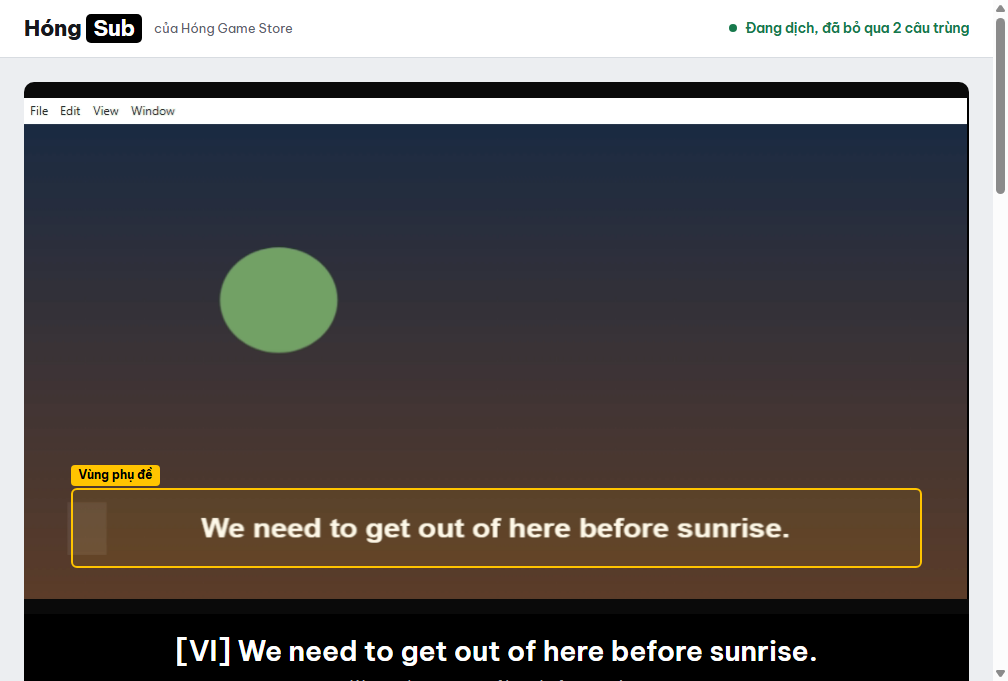 Hóng Sub của Hóng Game Store
Đang dịch, đã bỏ qua 2 câu trùng
File Edit View Window
Vùng phụ đề
We need to get out of here before sunrise.
[VI] We need to get out of here before sunrise.